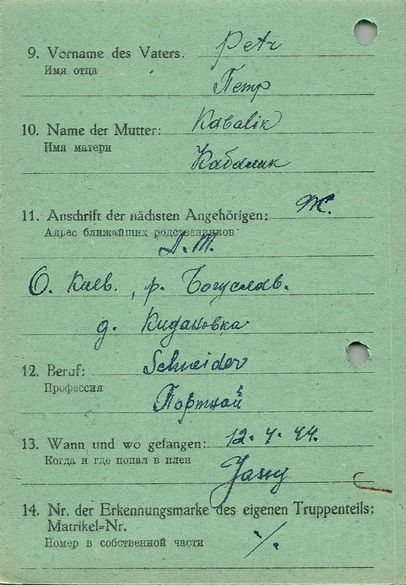 9. Vorname des Vaters. Petr
Имя отца
Петр
10. Name der Mutter: Kabalik
Имя матери
Кабалик
11. Anschrift der nächsten Angehörigen: Ж.
Адрес ближайших родственников
О. Киев., р. Богуслав.
д. Кидановка
12. Beruf: Schneider
Профессия
Портной
13. Wann und wo gefangen: 12.4.44.
Когда и где попал в плен
14. Nr. der Erkennungsmarke des eigenen Truppenteils:
Matrikel=Nr.
Номер в собственной части